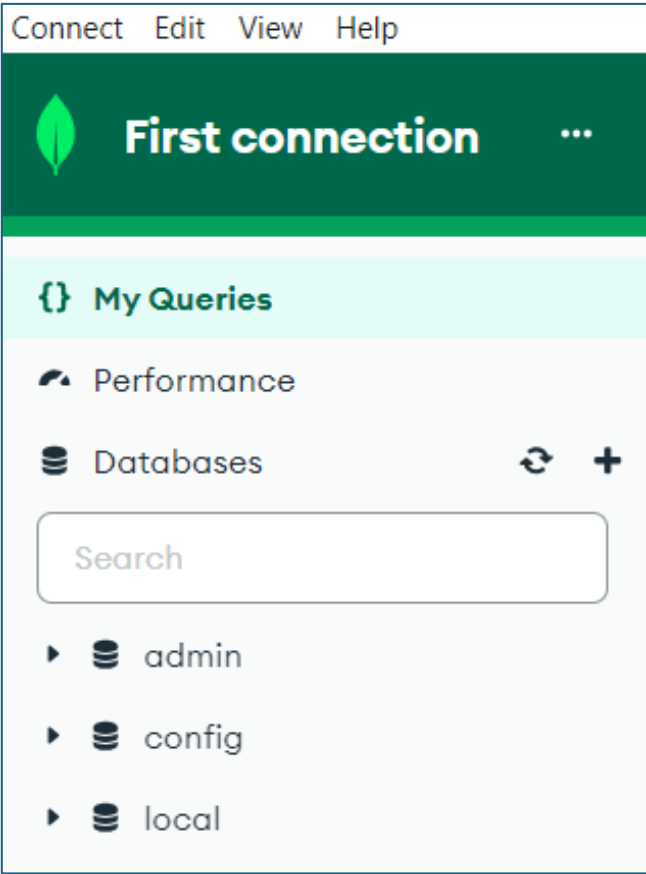 Connect Edit View Help
First connection ...
{} My Queries
Performance
Databases
Search
admin
config
local